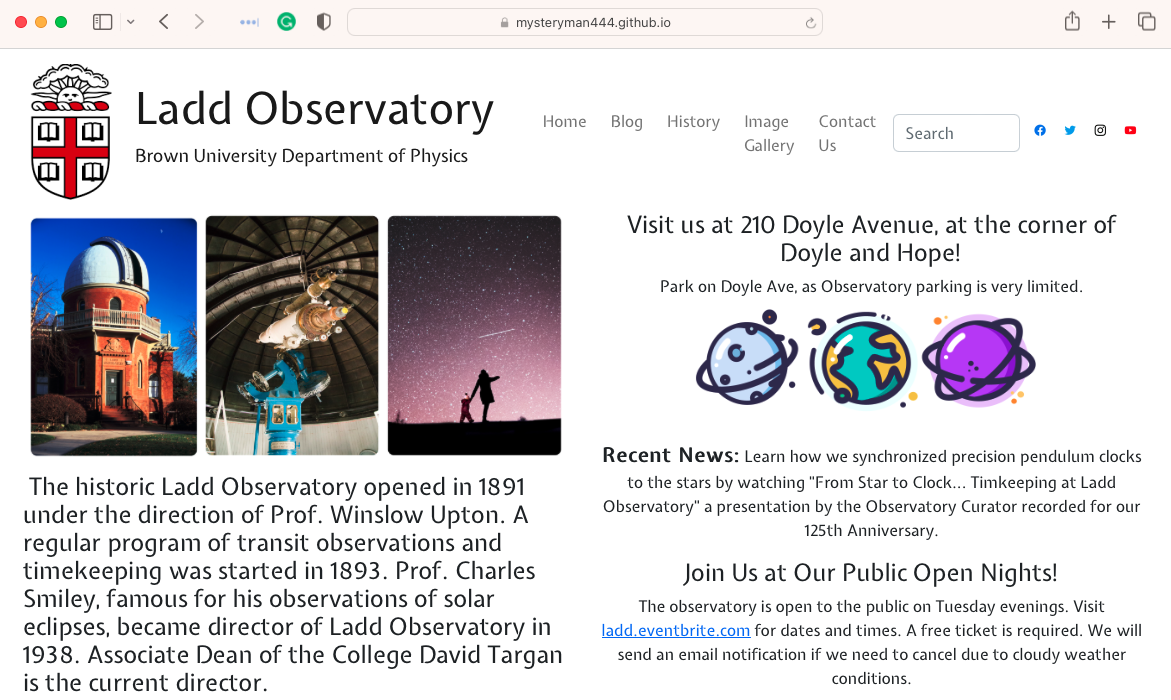 mysteryman444.github.io
Ladd Observatory
Brown University Department of Physics
Home
Blog
History
Image
Gallery
Contact
Us
Search
Visit us at 210 Doyle Avenue, at the corner of
Doyle and Hope!
Park on Doyle Ave, as Observatory parking is very limited.
Recent News: Learn how we synchronized precision pendulum clocks
to the stars by watching "From Star to Clock... Timkeeping at Ladd
Observatory" a presentation by the Observatory Curator recorded for our
125th Anniversary.
Join Us at Our Public Open Nights!
The observatory is open to the public on Tuesday evenings. Visit
ladd.eventbrite.com for dates and times. A free ticket is required. We will
send an email notification if we need to cancel due to cloudy weather
conditions.
The historic Ladd Observatory opened in 1891
under the direction of Prof. Winslow Upton. A
regular program of transit observations and
timekeeping was started in 1893. Prof. Charles
Smiley, famous for his observations of solar
eclipses, became director of Ladd Observatory in
1938. Associate Dean of the College David Targan
is the current director.